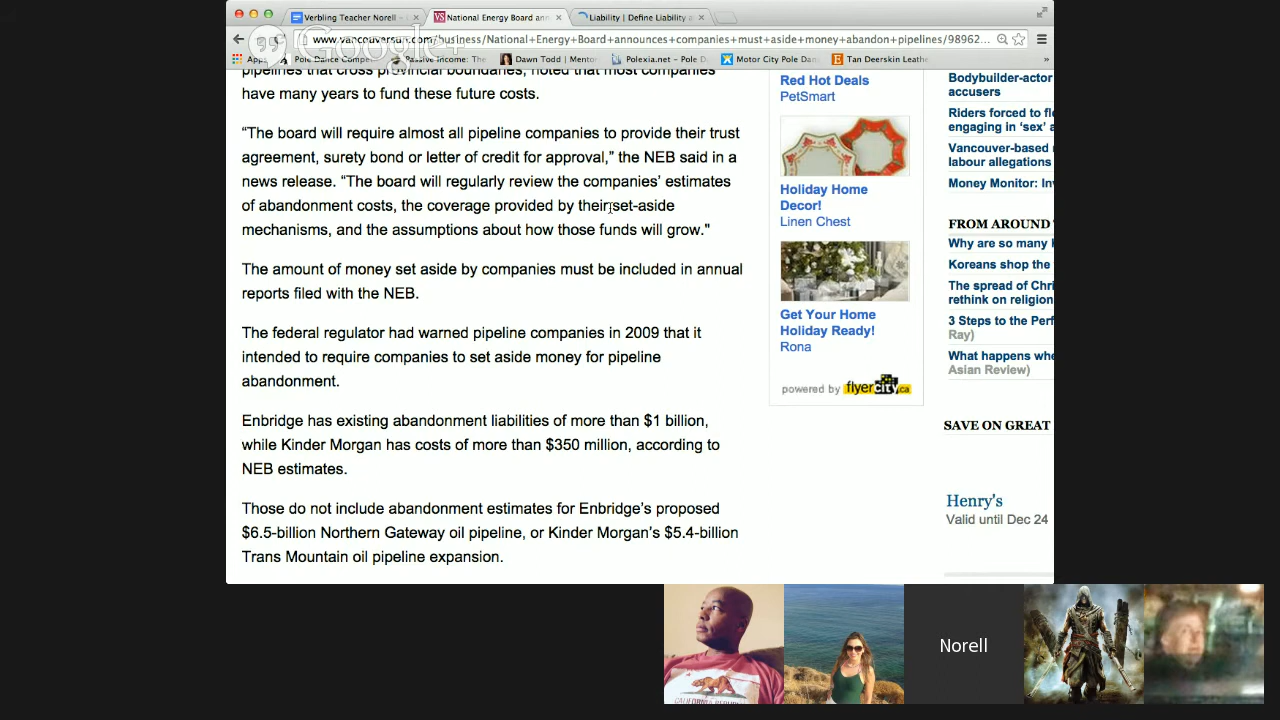 Verbling Teacher Norell –
National Energy Board ann
Liability | Define Liability a
Google+
www.vancouversun.com/business/National+Energy+Board+announces+companies+must+aside+money+abandon+pipelines/98962...
Apps
Pole Dance Compe
Passive Income: The
Dawn Todd | Mentor
Polexia.net – Pole D
Motor City Pole Dan
Tan Deerskin Leathe
»
pipelines that cross provincial boundaries, noted that most companies
have many years to fund these future costs.
“The board will require almost all pipeline companies to provide their trust
agreement, surety bond or letter of credit for approval,” the NEB said in a
news release. “The board will regularly review the companies’ estimates
of abandonment costs, the coverage provided by their set-aside
mechanisms, and the assumptions about how those funds will grow."
The amount of money set aside by companies must be included in annual
reports filed with the NEB.
The federal regulator had warned pipeline companies in 2009 that it
intended to require companies to set aside money for pipeline
abandonment.
Enbridge has existing abandonment liabilities of more than $1 billion,
while Kinder Morgan has costs of more than $350 million, according to
NEB estimates.
Those do not include abandonment estimates for Enbridge’s proposed
$6.5-billion Northern Gateway oil pipeline, or Kinder Morgan’s $5.4-billion
Trans Mountain oil pipeline expansion.
Red Hot Deals
PetSmart
Holiday Home
Decor!
Linen Chest
Get Your Home
Holiday Ready!
Rona
powered by flyercity.ca
Bodybuilder-actor
accusers
Riders forced to fl
engaging in ‘sex’ a
Vancouver-based
labour allegations
Money Monitor: Inv
FROM AROUND
Why are so many
Koreans shop the
The spread of Chri
rethink on religion
3 Steps to the Perf
Ray)
What happens whe
Asian Review)
SAVE ON GREAT
Henry's
Valid until Dec 24
CALIFORNIA REPUBLIC
Norell